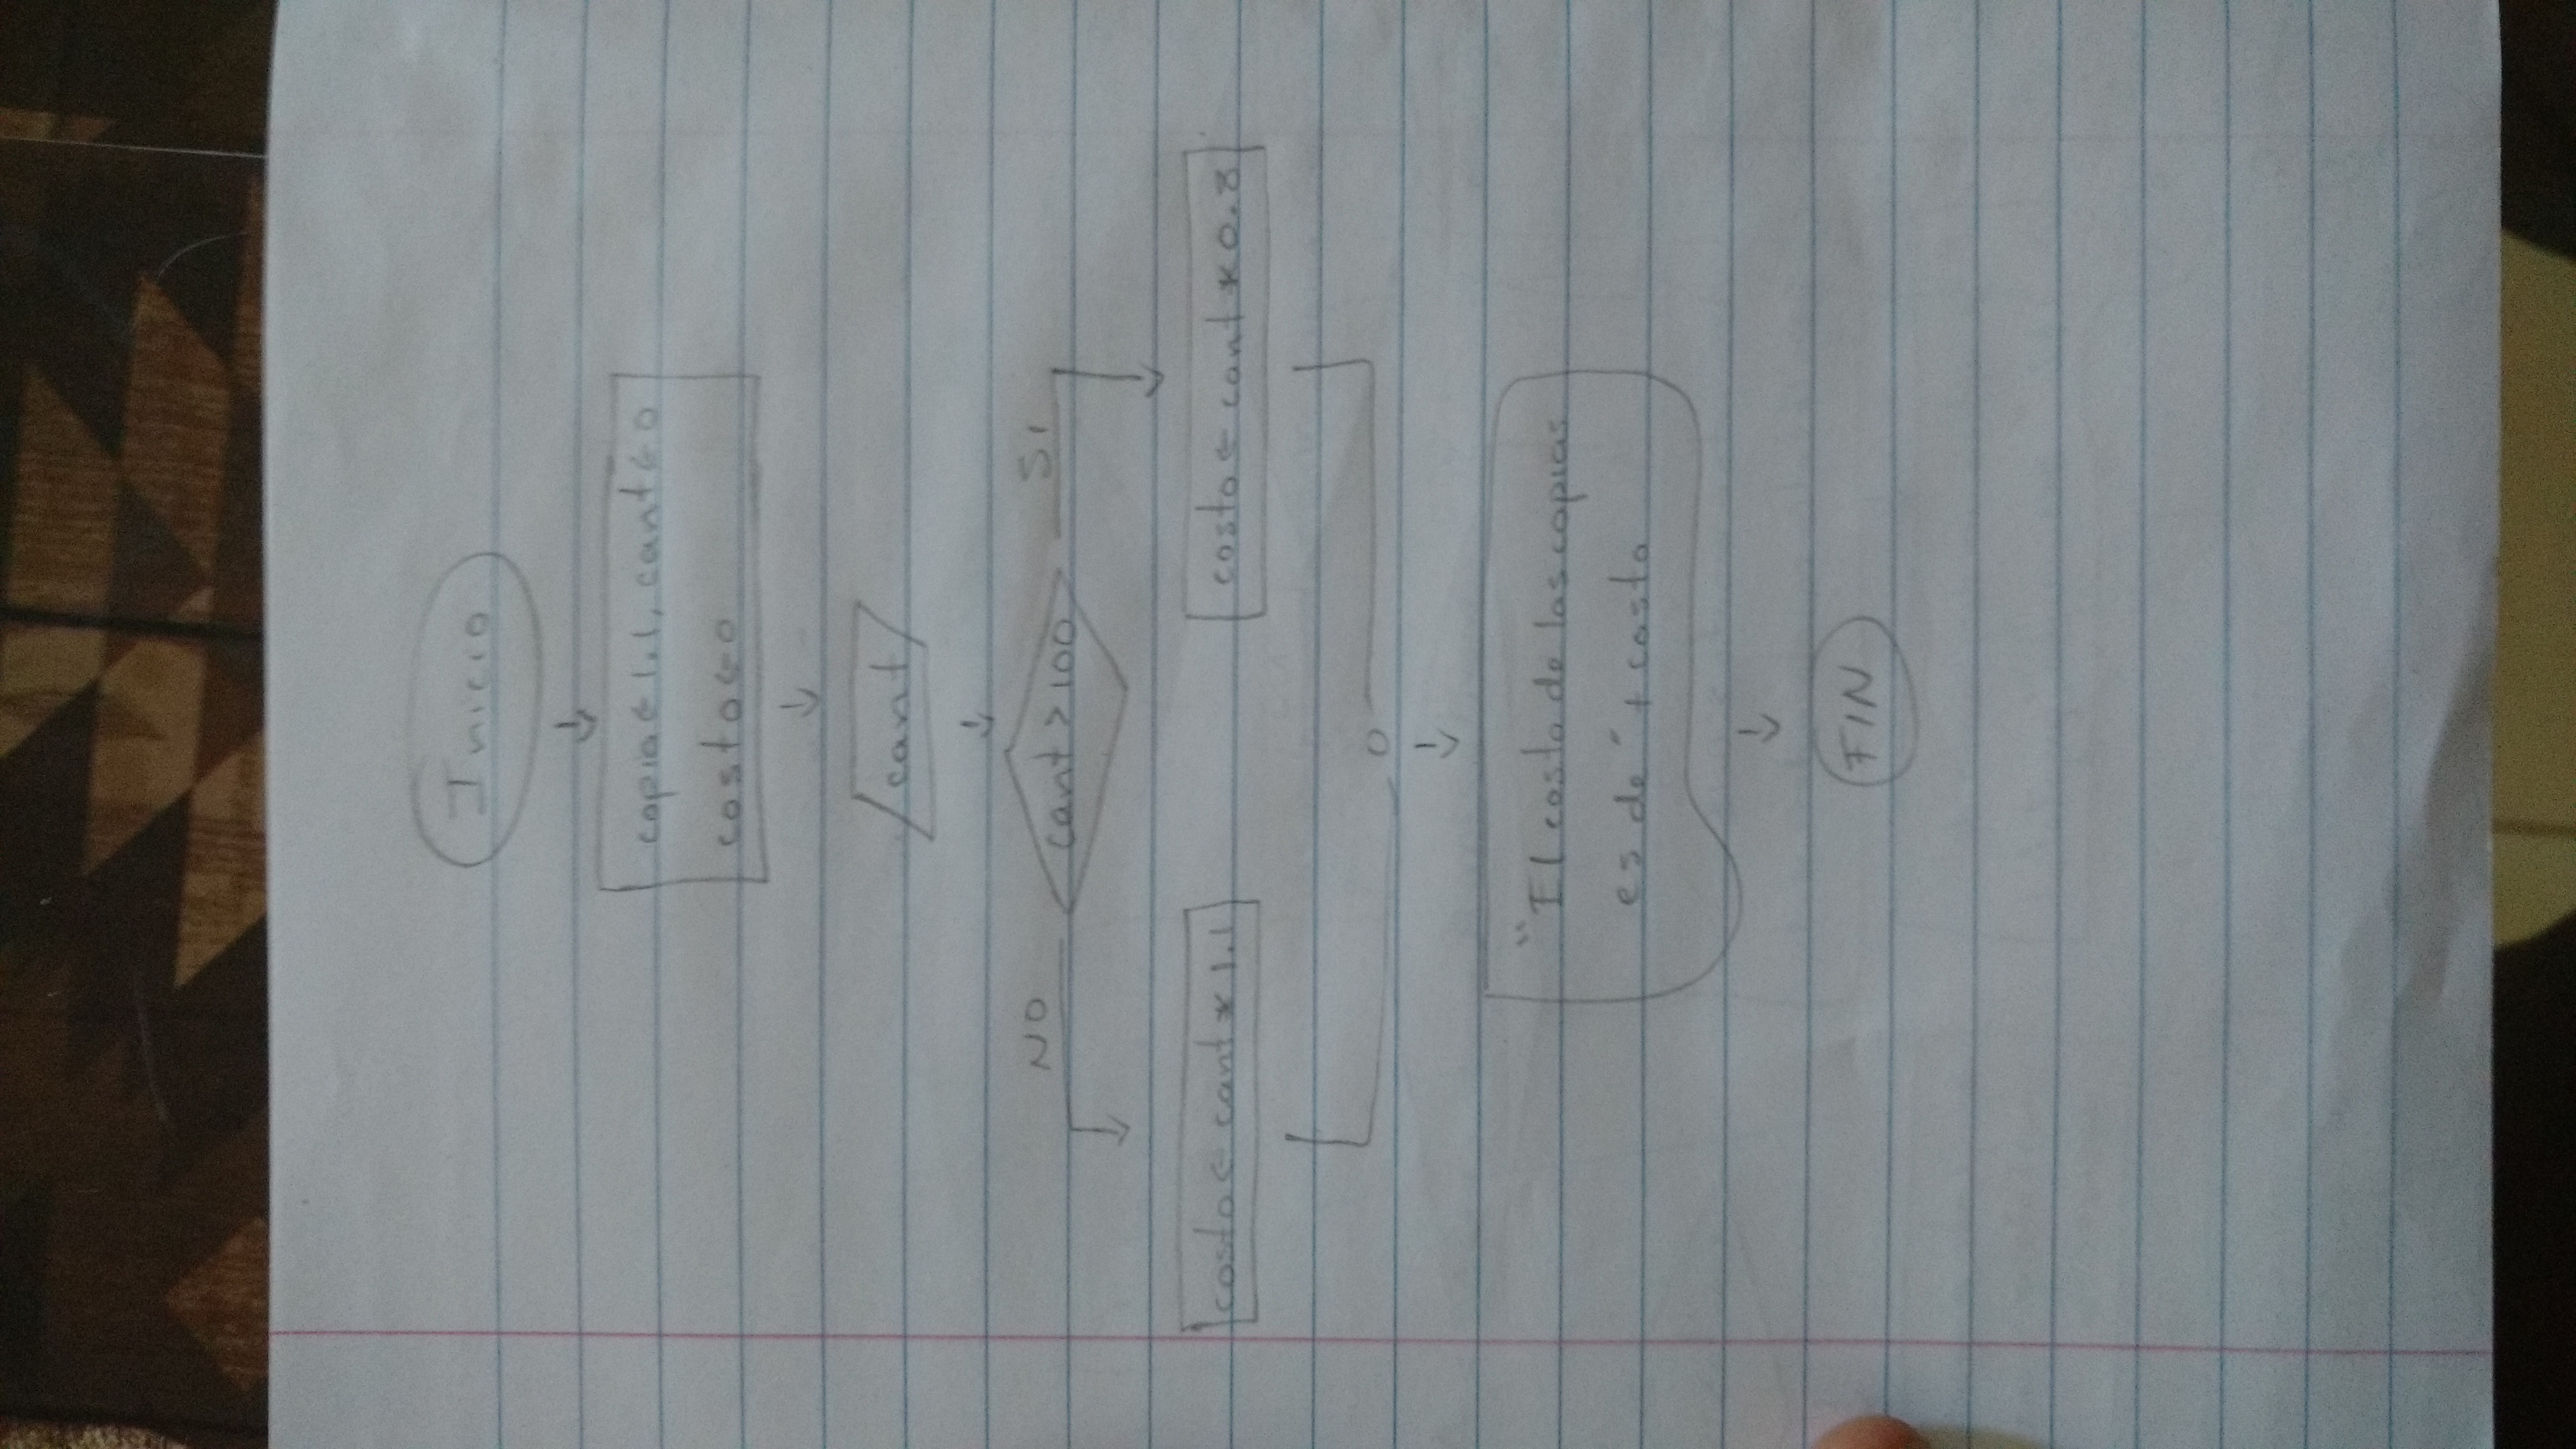 Inicio
copia←1.1, cant←0
costo←0
cant
cant>100
NO
SI
costo←cant*1.1
costo←cant*0.8
O
"El costo de las copias
es de" + costo
FIN